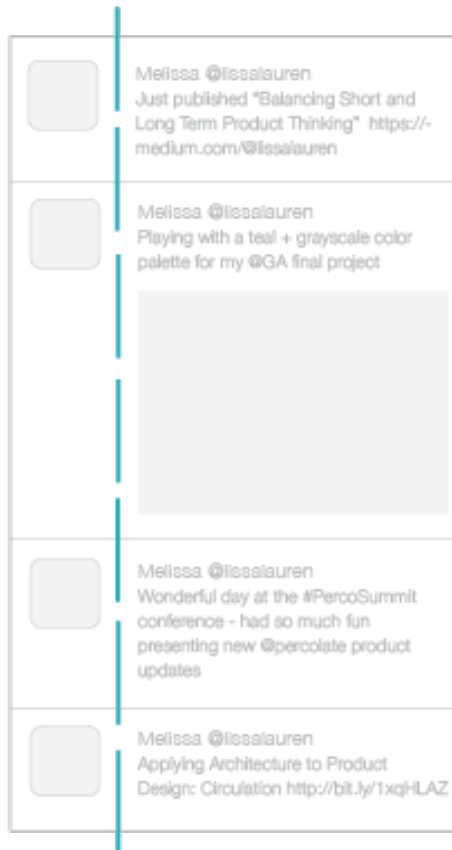 Melissa @lissalauren
Just published "Balancing Short and
Long Term Product Thinking" https://-
medium.com/@lissalauren
Melissa @lissalauren
Playing with a teal + grayscale color
palette for my @GA final project
Melissa @lissalauren
Wonderful day at the #PercoSummit
conference - had so much fun
presenting new @percolate product
updates
Melissa @lissalauren
Applying Architecture to Product
Design: Circulation http://bit.ly/1xqHLAZ